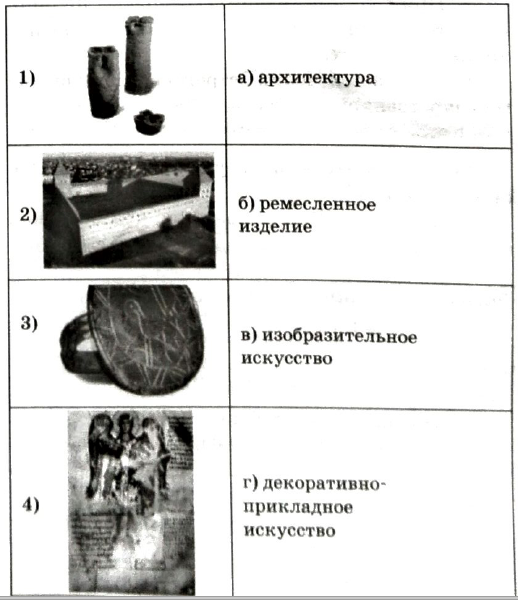 1)
а) архитектура
2)
б) ремесленное
изделие
3)
в) изобразительное
искусство
4)
г) декоративно-
прикладное
искусство